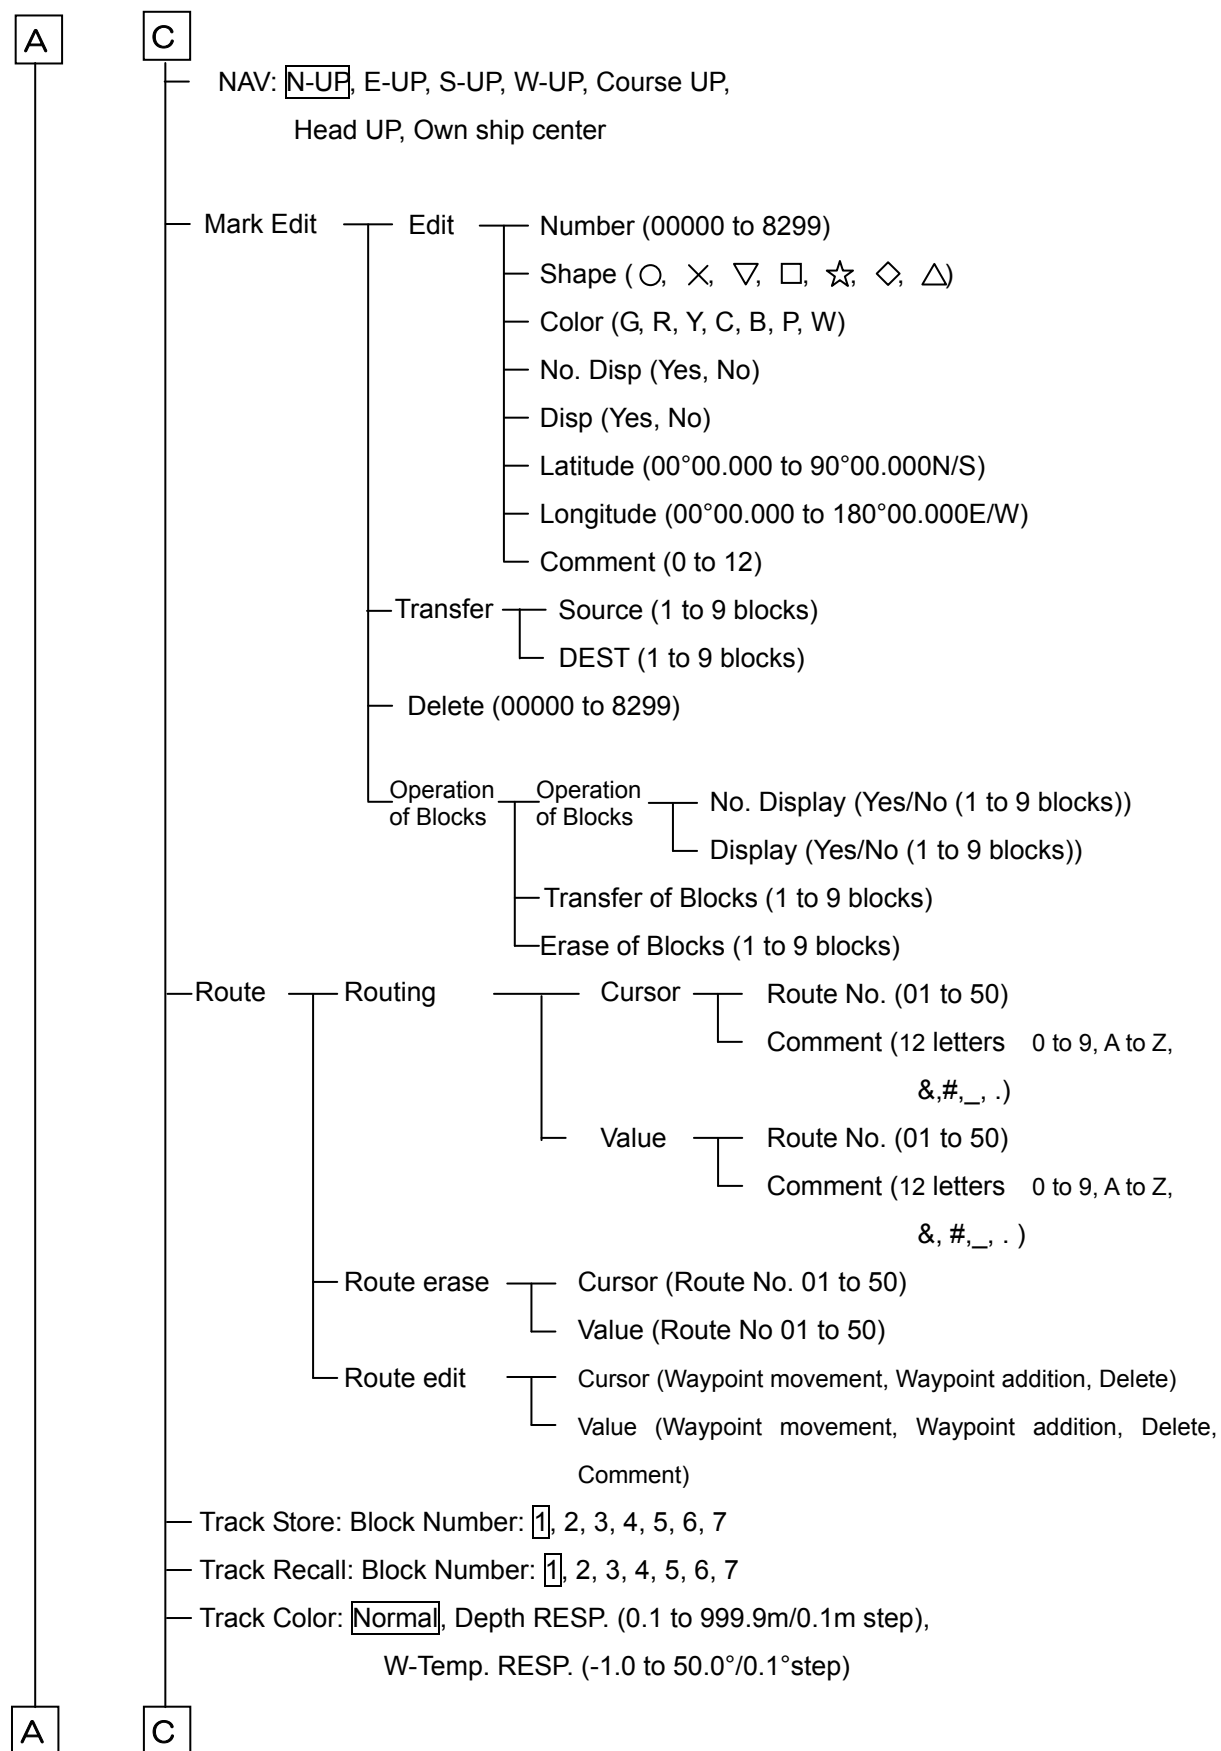 A C
NAV: N-UP, E-UP, S-UP, W-UP, Course UP,
Head UP, Own ship center
Mark Edit Edit Number (00000 to 8299)
Shape (○, ×, ▽, □, ☆, ◇, △)
Color (G, R, Y, C, B, P, W)
No. Disp (Yes, No)
Disp (Yes, No)
Latitude (00°00.000 to 90°00.000N/S)
Longitude (00°00.000 to 180°00.000E/W)
Comment (0 to 12)
Transfer Source (1 to 9 blocks)
DEST (1 to 9 blocks)
Delete (00000 to 8299)
Operation of Blocks Operation of Blocks No. Display (Yes/No (1 to 9 blocks))
Display (Yes/No (1 to 9 blocks))
Transfer of Blocks (1 to 9 blocks)
Erase of Blocks (1 to 9 blocks)
Route Routing Cursor Route No. (01 to 50)
Comment (12 letters 0 to 9, A to Z,
&,#,_, .)
Value Route No. (01 to 50)
Comment (12 letters 0 to 9, A to Z,
&, #,_, . )
Route erase Cursor (Route No. 01 to 50)
Value (Route No 01 to 50)
Route edit Cursor (Waypoint movement, Waypoint addition, Delete)
Value (Waypoint movement, Waypoint addition, Delete,
Comment)
Track Store: Block Number: 1, 2, 3, 4, 5, 6, 7
Track Recall: Block Number: 1, 2, 3, 4, 5, 6, 7
Track Color: Normal, Depth RESP. (0.1 to 999.9m/0.1m step),
W-Temp. RESP. (-1.0 to 50.0°/0.1°step)
A C